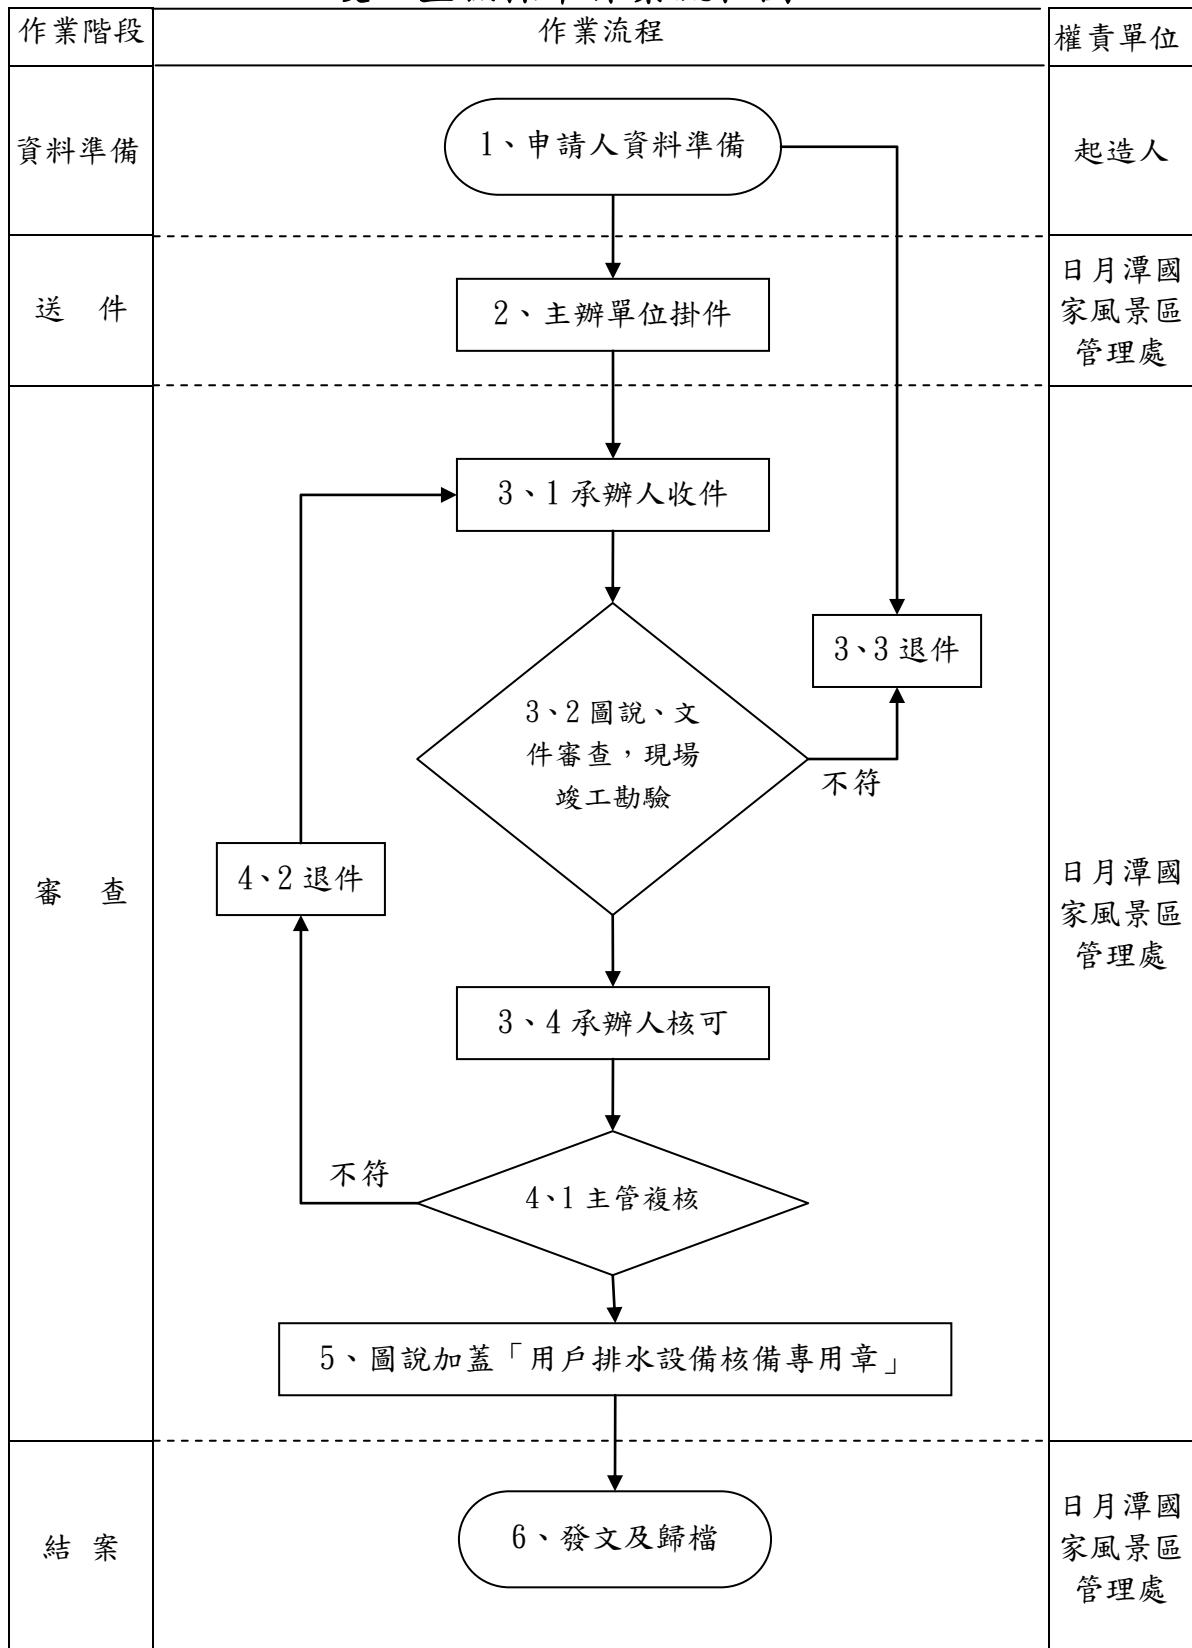 作業階段
作業流程
權責單位
資料準備
1、申請人資料準備
起造人
送 件
2、主辦單位掛件
日月潭國
家風景區
管理處
3、1承辦人收件
3、3退件
3、2圖說、文
件審查，現場
竣工勘驗
不符
審 查
4、2退件
日月潭國
家風景區
管理處
3、4承辦人核可
不符
4、1主管複核
5、圖說加蓋「用戶排水設備核備專用章」
結 案
6、發文及歸檔
日月潭國
家風景區
管理處